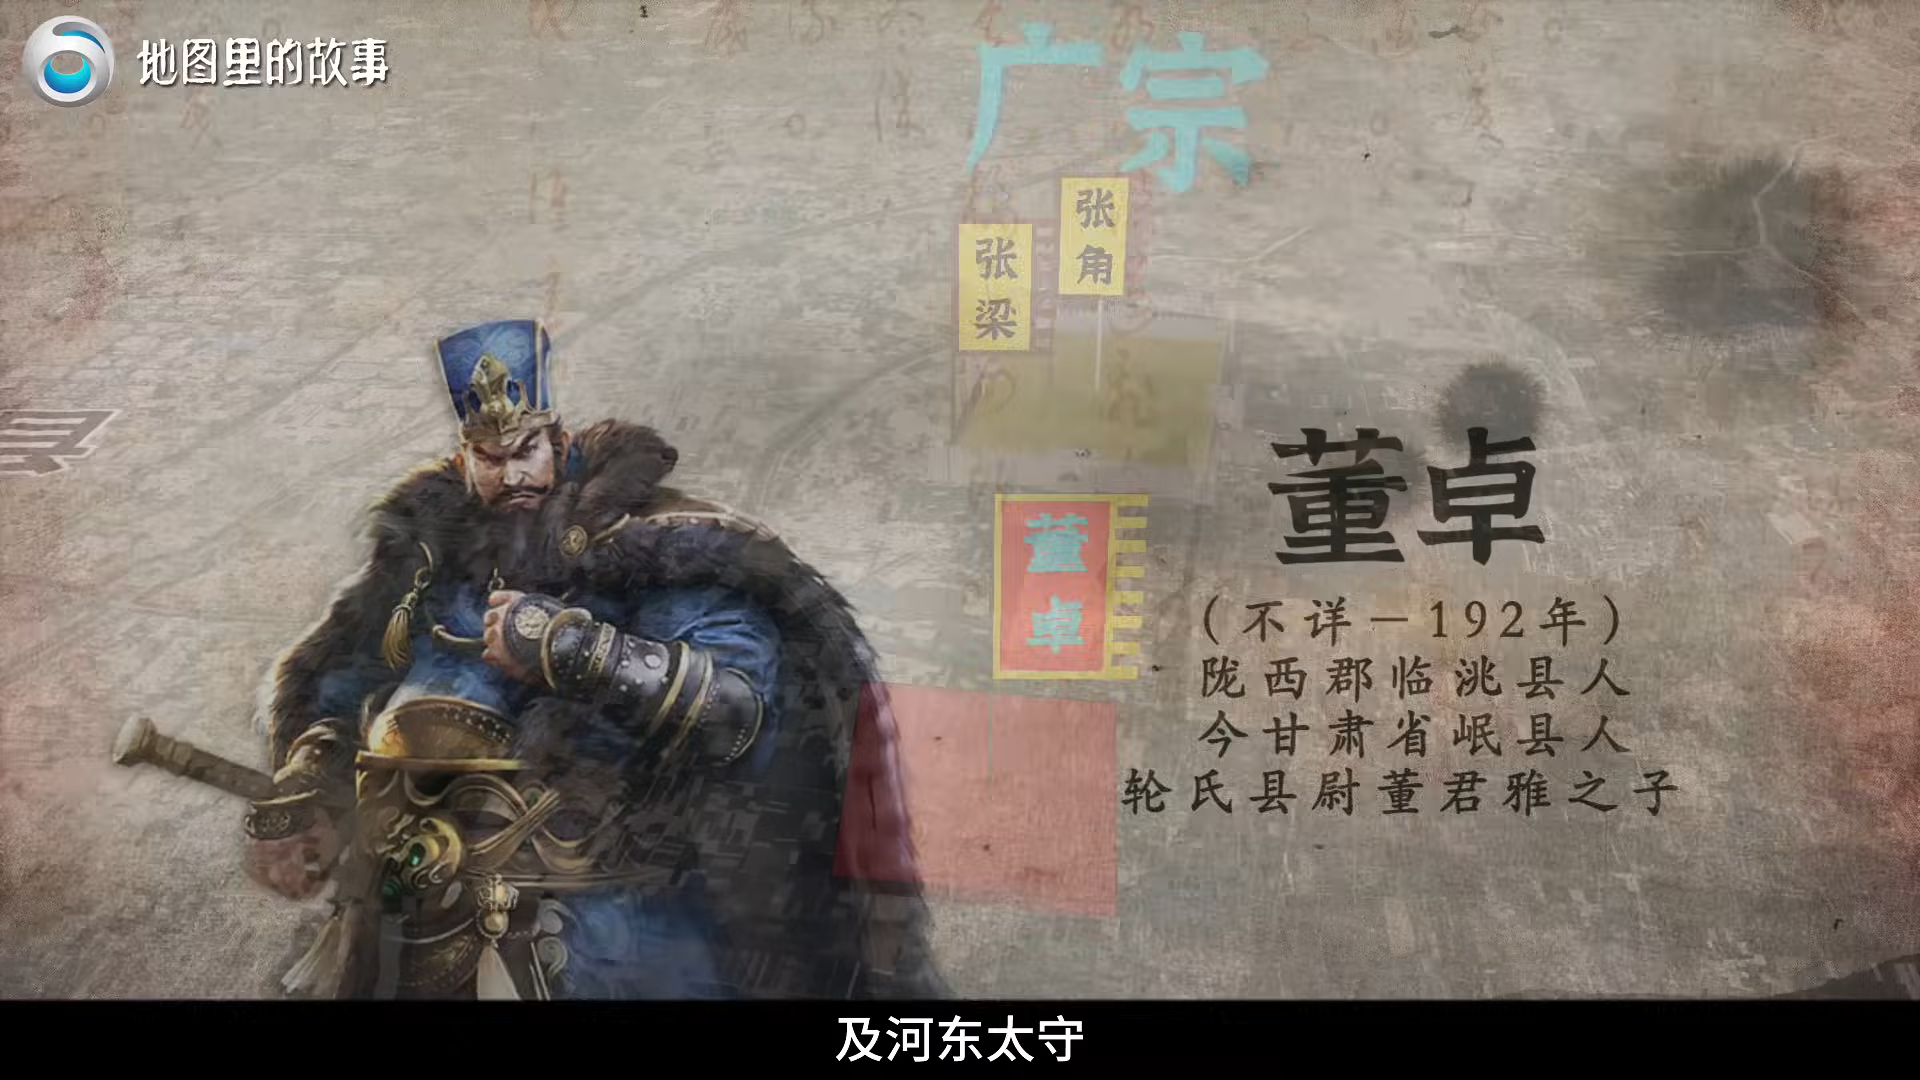 地图里的故事
广宗
张角
张梁
董卓
董卓
（不详－192年）
陇西郡临洮县人
今甘肃省岷县人
轮氏县尉董君雅之子
及河东太守